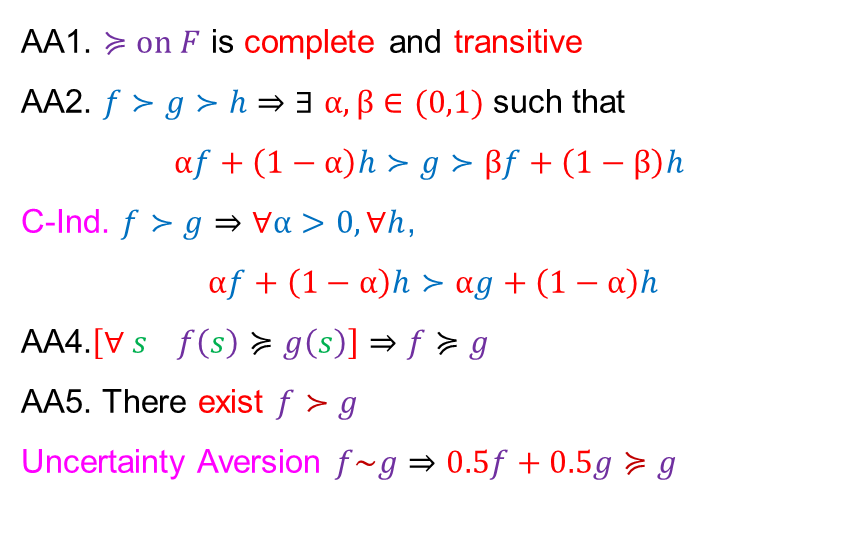 AA1. ≽ on F is complete and transitive
AA2. f ≻ g ≻ h ⇒ ∃ α, β ∈ (0,1) such that
αf + (1 − α)h ≻ g ≻ βf + (1 − β)h
C-Ind. f ≻ g ⇒ ∀α > 0, ∀h,
αf + (1 − α)h ≻ αg + (1 − α)h
AA4.[∀ s f(s) ≽ g(s)] ⇒ f ≽ g
AA5. There exist f ≻ g
Uncertainty Aversion f~g ⇒ 0.5f + 0.5g ≽ g